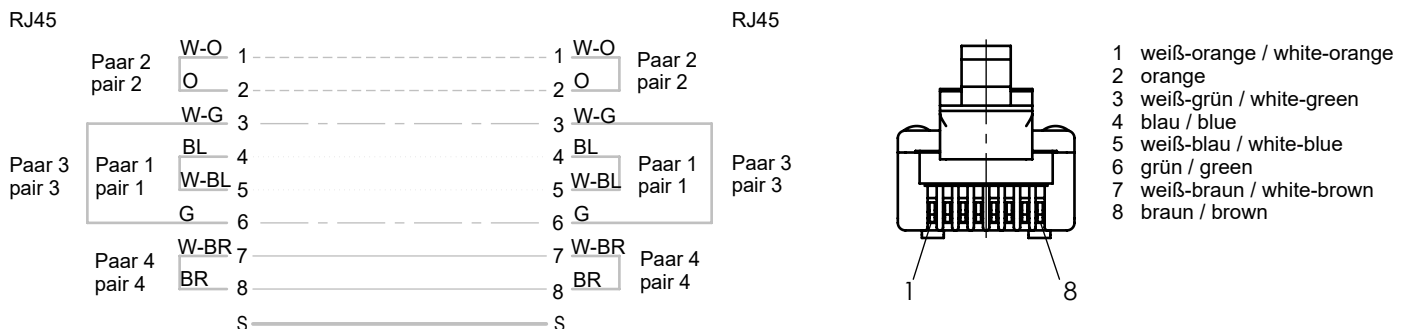 RJ45 RJ45
W-O 1 1 W-O
Paar 2 Paar 2
pair 2 pair 2
O 2 2 O
W-G 3 3 W-G
BL 4 4 BL
Paar 3 Paar 1 Paar 1 Paar 3
pair 3 pair 1 pair 1 pair 3
W-BL 5 5 W-BL
G 6 6 G
W-BR 7 7 W-BR
Paar 4 Paar 4
pair 4 pair 4
BR 8 8 BR
S S
1 8
1 weiß-orange / white-orange
2 orange
3 weiß-grün / white-green
4 blau / blue
5 weiß-blau / white-blue
6 grün / green
7 weiß-braun / white-brown
8 braun / brown